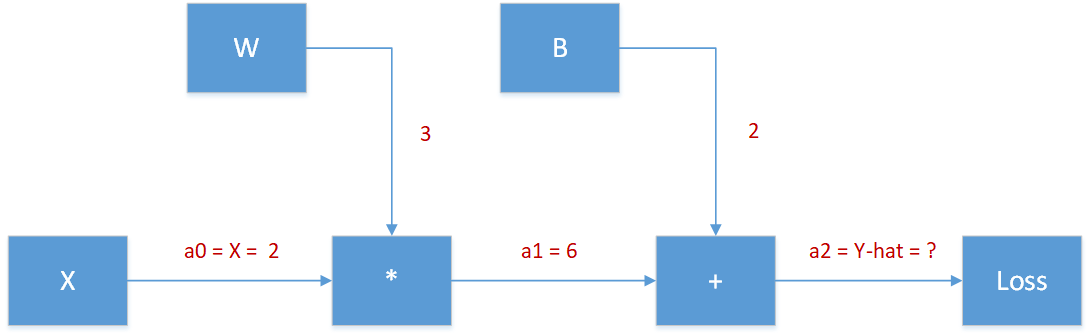 W
B
3
2
a0 = X =  2
a1 = 6
a2 = Y-hat = ?
X
*
+
Loss